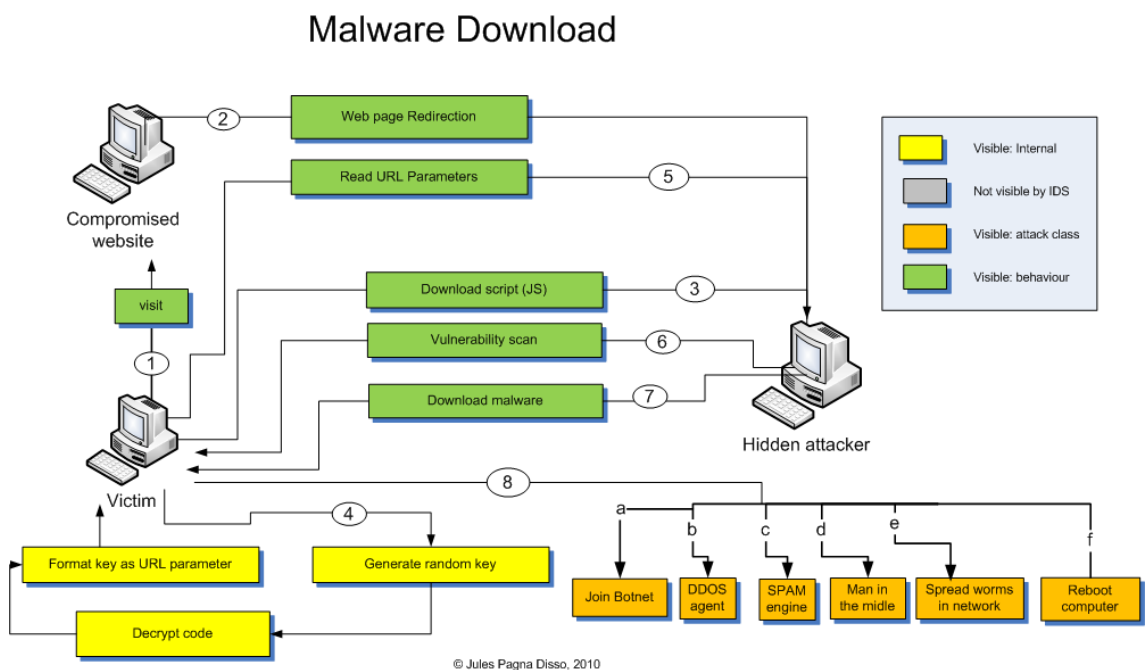 Malware Download
2
Web page Redirection
Read URL Parameters
5
Compromised
website
visit
1
Download script (JS)
3
Vulnerability scan
6
Download malware
7
Hidden attacker
Visible: Internal
Not visible by IDS
Visible: attack class
Visible: behaviour
Victim
8
4
Format key as URL parameter
Generate random key
Decrypt code
a
b
c
d
e
f
Join Botnet
DDOS
agent
SPAM
engine
Man in
the midle
Spread worms
in network
Reboot
computer
© Jules Pagna Disso, 2010